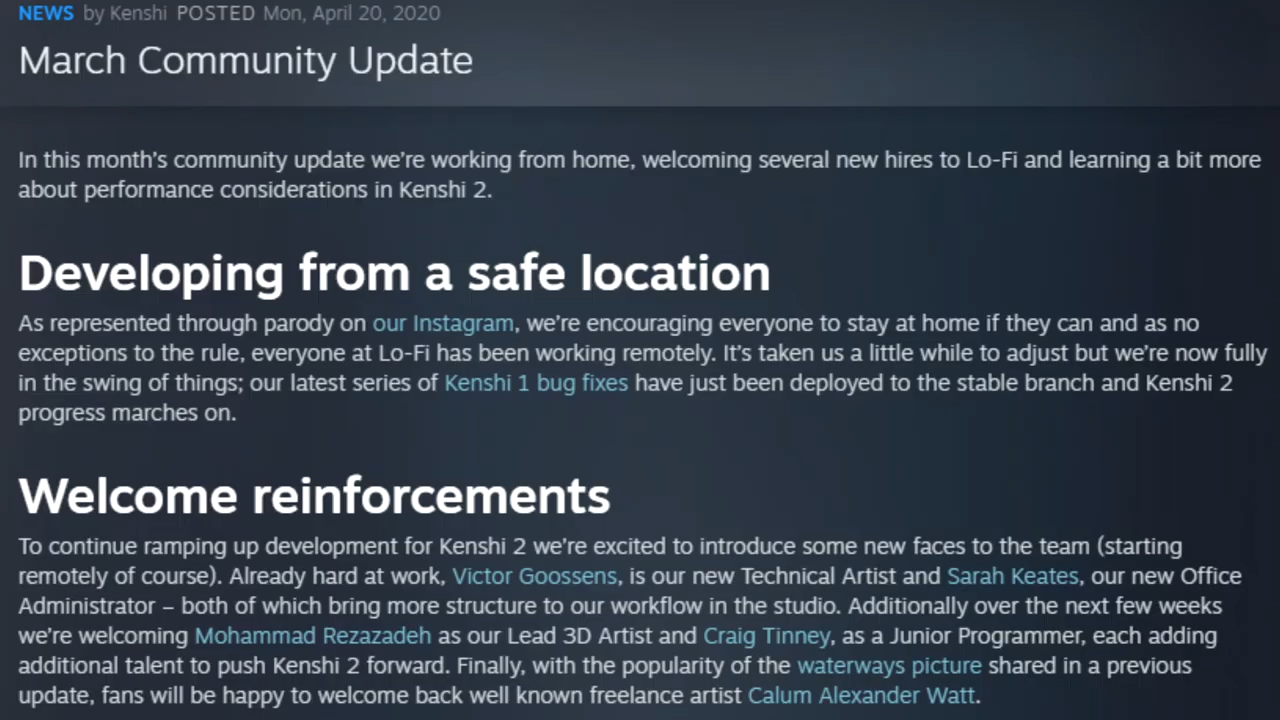 NEWS by Kenshi POSTED Mon, April 20, 2020
March Community Update
In this month's community update we're working from home, welcoming several new hires to Lo-Fi and learning a bit more
about performance considerations in Kenshi 2.
Developing from a safe location
As represented through parody on our Instagram, we're encouraging everyone to stay at home if they can and as no
exceptions to the rule, everyone at Lo-Fi has been working remotely. It's taken us a little while to adjust but we're now fully
in the swing of things; our latest series of Kenshi 1 bug fixes have just been deployed to the stable branch and Kenshi 2
progress marches on.
Welcome reinforcements
To continue ramping up development for Kenshi 2 we're excited to introduce some new faces to the team (starting
remotely of course). Already hard at work, Victor Goossens, is our new Technical Artist and Sarah Keates, our new Office
Administrator – both of which bring more structure to our workflow in the studio. Additionally over the next few weeks
we're welcoming Mohammad Rezazadeh as our Lead 3D Artist and Craig Tinney, as a Junior Programmer, each adding
additional talent to push Kenshi 2 forward. Finally, with the popularity of the waterways picture shared in a previous
update, fans will be happy to welcome back well known freelance artist Calum Alexander Watt.